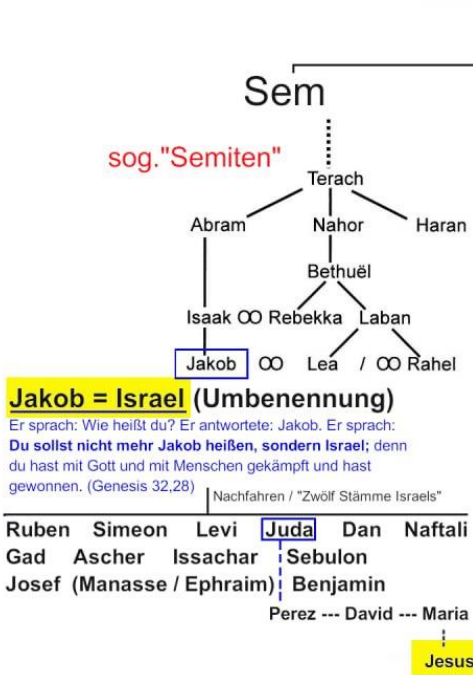 Sem
sog."Semiten"
Terach
Abram Nahor Haran
Bethuël
Isaak ꝏ Rebekka Laban
Jakob ꝏ Lea / ꝏ Rahel
Jakob = Israel (Umbenennung)
Er sprach: Wie heißt du? Er antwortete: Jakob. Er sprach:
Du sollst nicht mehr Jakob heißen, sondern Israel; denn
du hast mit Gott und mit Menschen gekämpft und hast
gewonnen. (Genesis 32,28)
Nachfahren / "Zwölf Stämme Israels"
Ruben Simeon Levi Juda Dan Naftali
Gad Ascher Issachar Sebulon
Josef (Manasse / Ephraim) Benjamin
Perez --- David --- Maria
Jesus